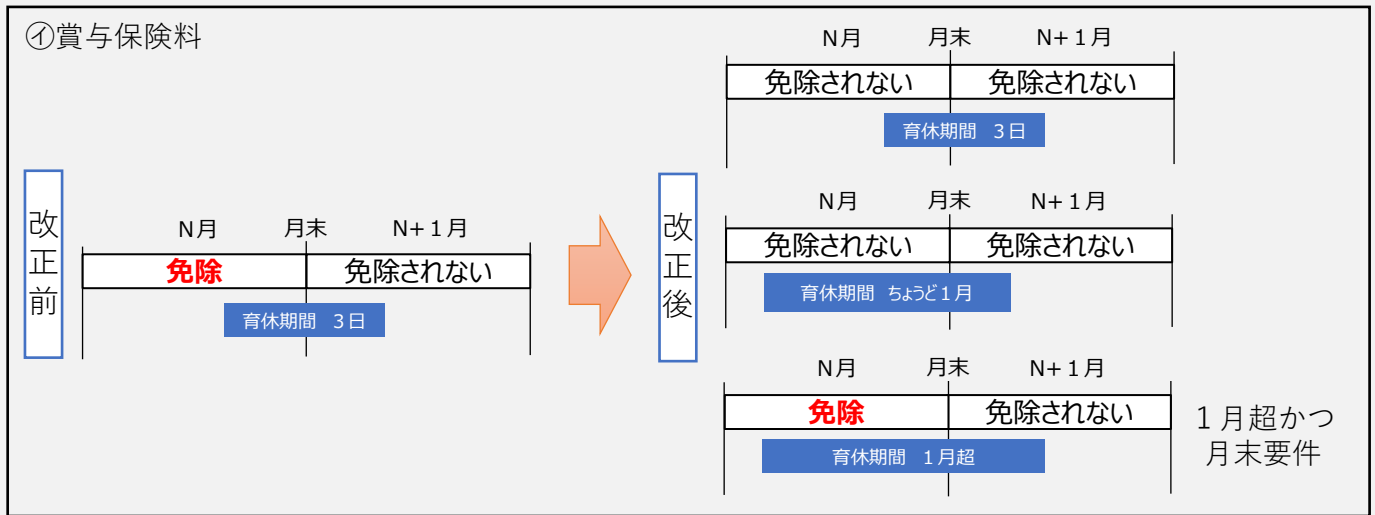 ㋑賞与保険料
改正前
N月 月末 N+１月
免除 免除されない
育休期間 ３日
改正後
N月 月末 N+１月
免除されない 免除されない
育休期間 ３日
N月 月末 N+１月
免除されない 免除されない
育休期間 ちょうど１月
N月 月末 N+１月
免除 免除されない
育休期間 １月超
１月超かつ
月末要件